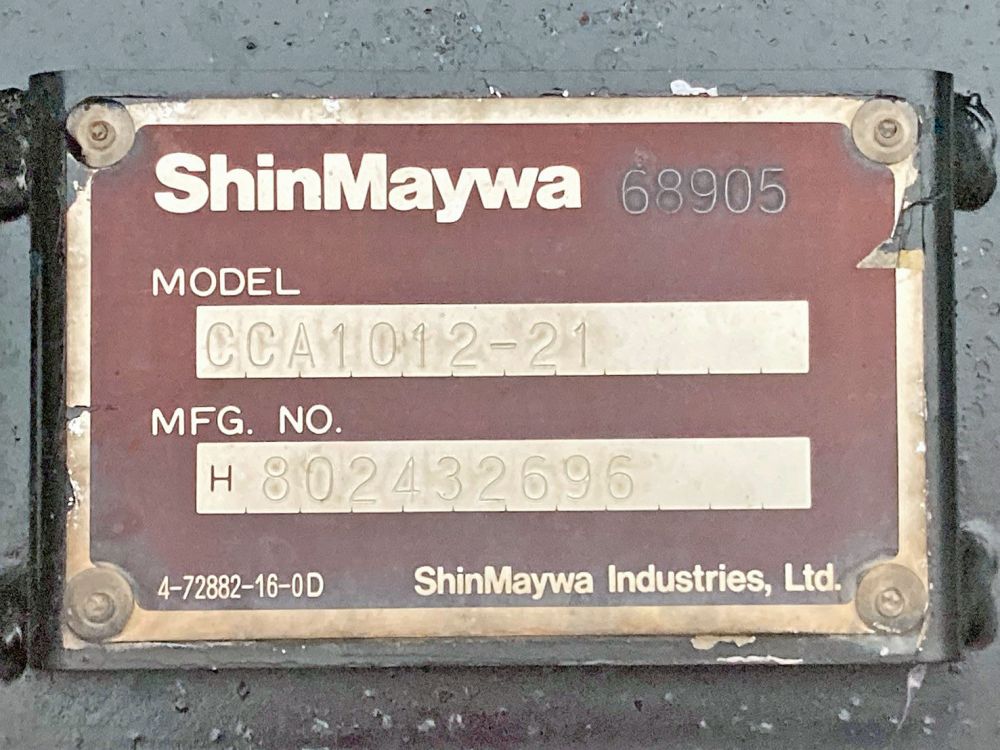 ShinMaywa 68905
MODEL
CCA1012-21
MFG. NO.
H 802432696
4-72882-16-0D ShinMaywa Industries, Ltd.